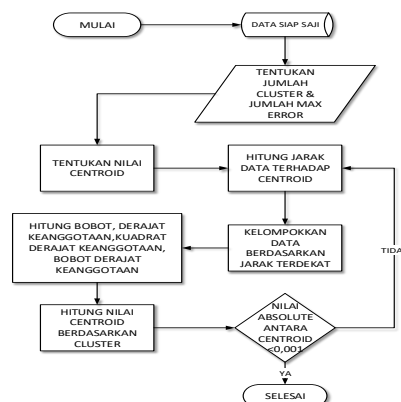 MULAI
DATA SIAP SAJI
TENTUKAN
JUMLAH
CLUSTER &
JUMLAH MAX
ERROR
TENTUKAN NILAI
CENTROID
HITUNG JARAK
DATA TERHADAP
CENTROID
HITUNG BOBOT, DERAJAT
KEANGGOTAAN,KUADRAT
DERAJAT KEANGGOTAAN,
BOBOT DERAJAT
KEANGGOTAAN
KELOMPOKKAN
DATA
BERDASARKAN
JARAK TERDEKAT
TIDA
HITUNG NILAI
CENTROID
BERDASARKAN
CLUSTER
NILAI
ABSOLUTE
ANTARA
CENTROID
<0,001
YA
SELESAI